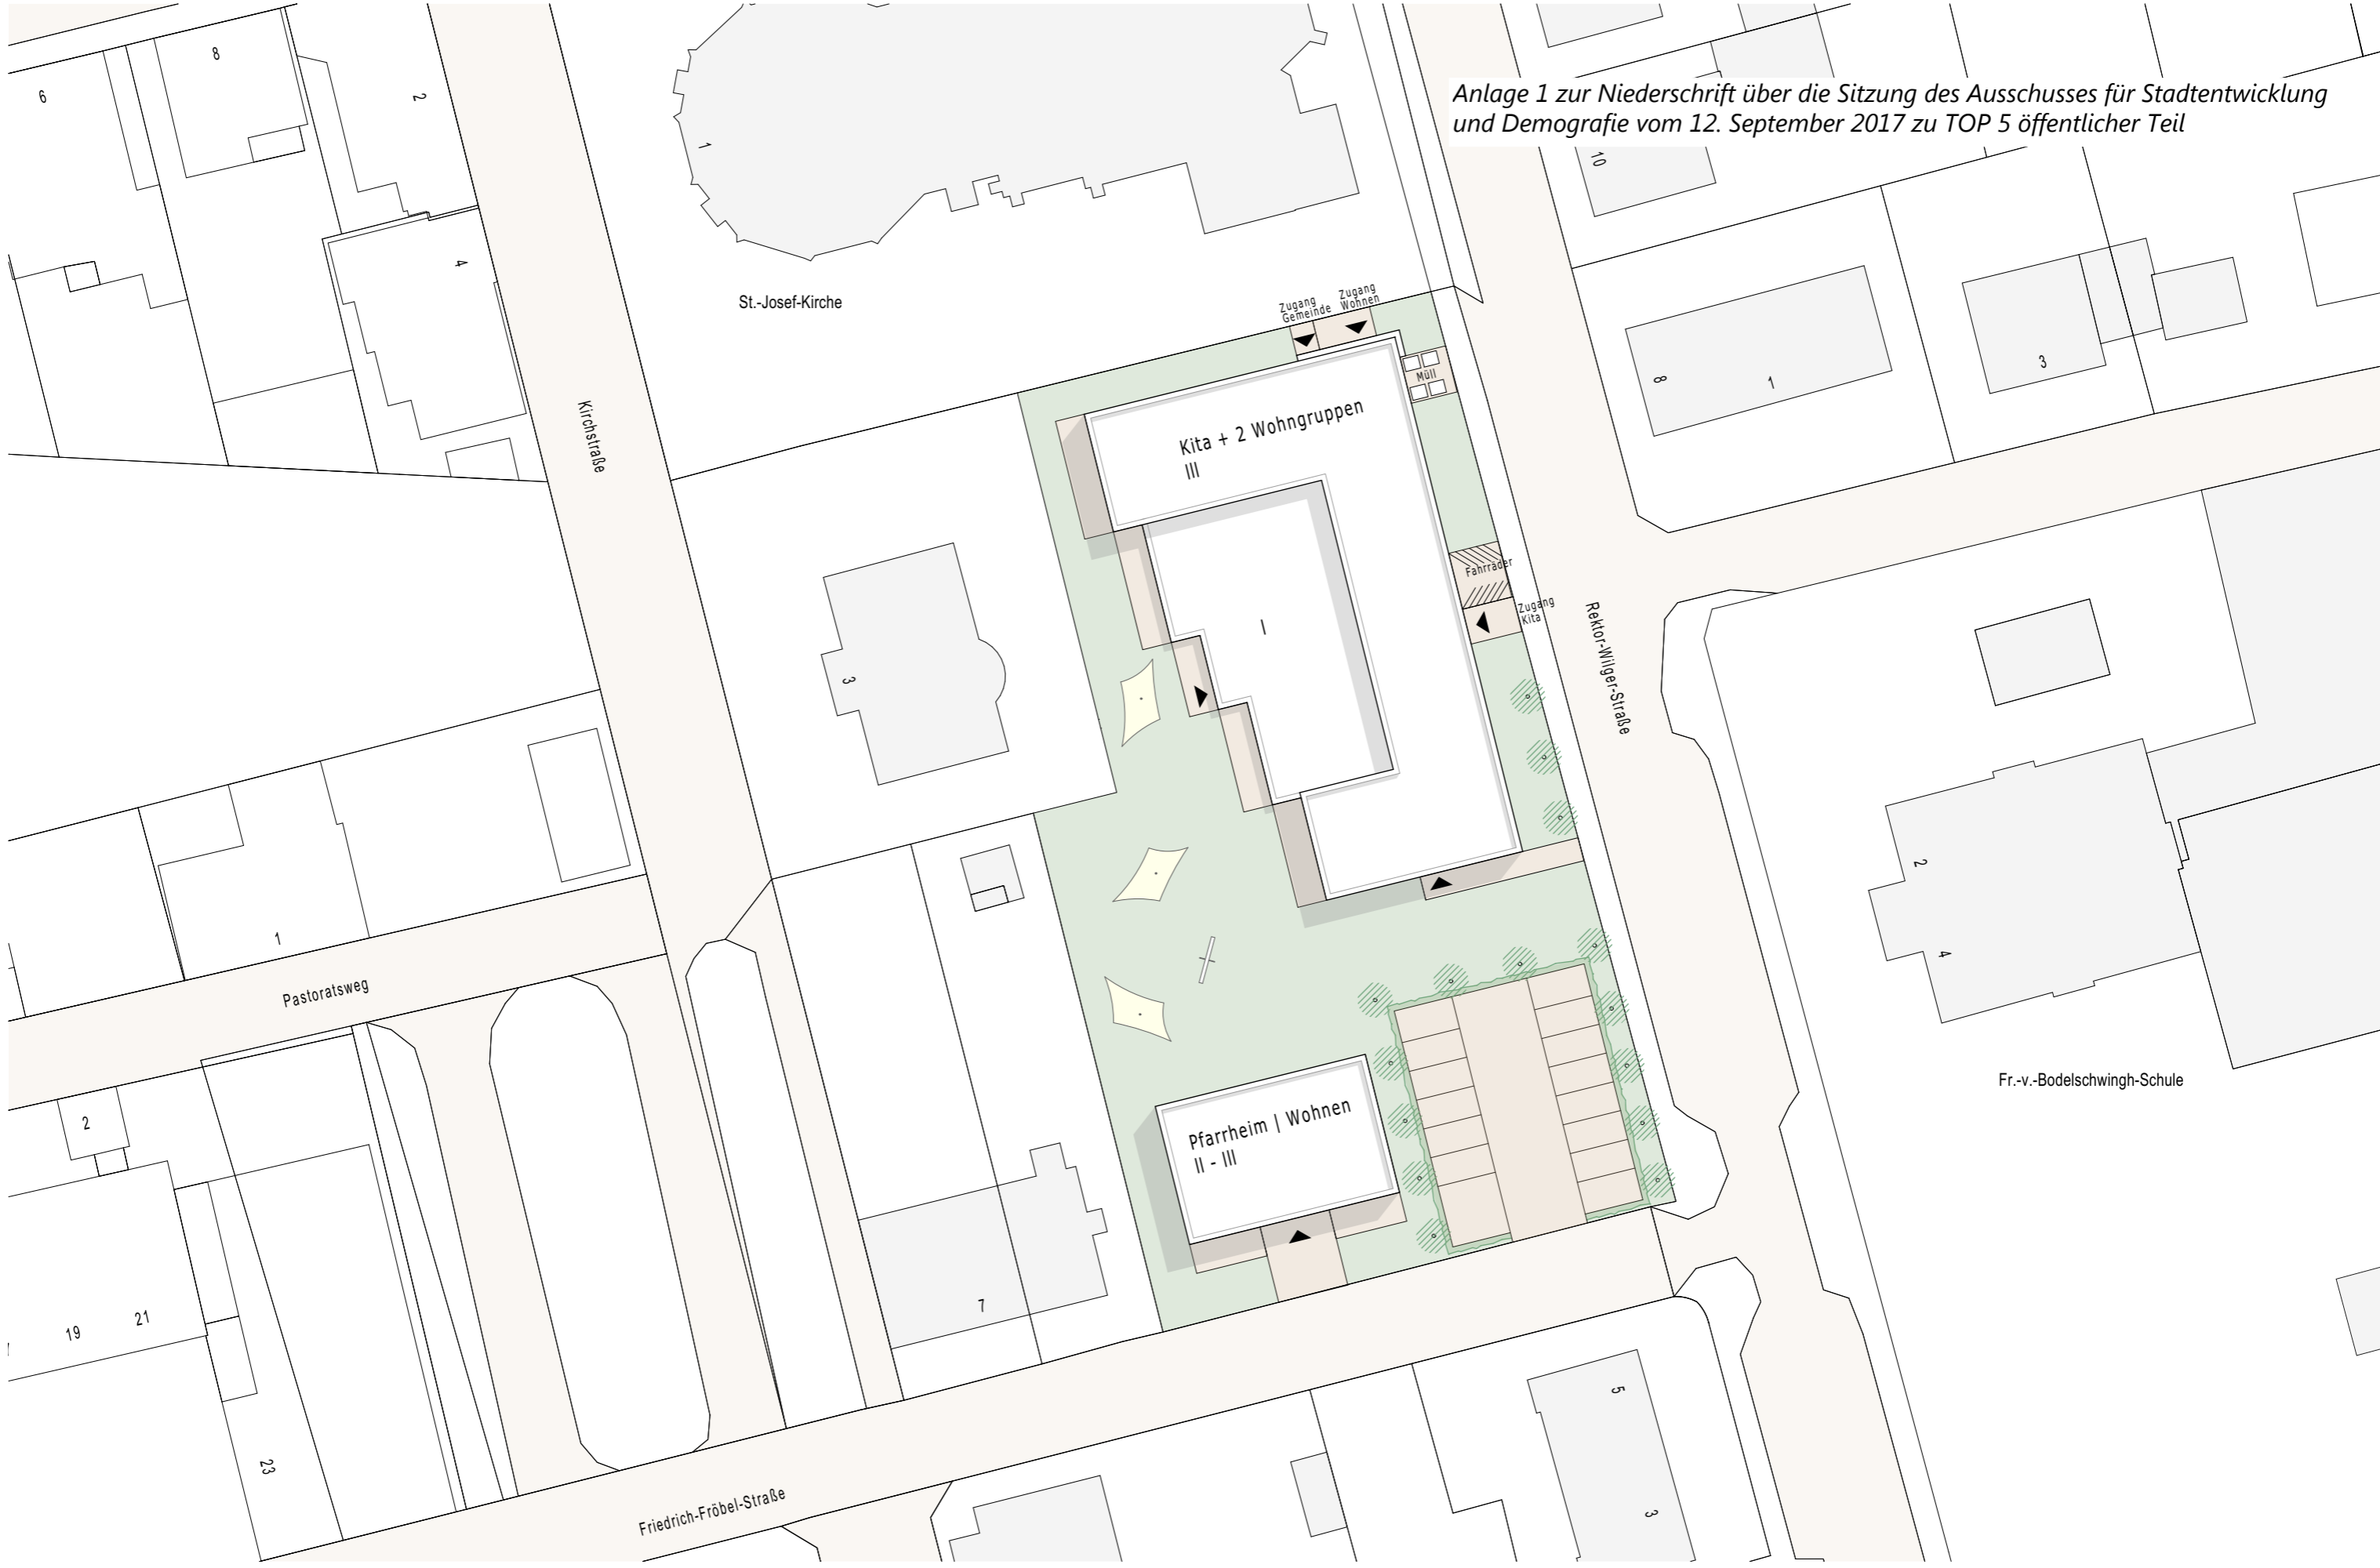 Anlage 1 zur Niederschrift über die Sitzung des Ausschusses für Stadtentwicklung
und Demografie vom 12. September 2017 zu TOP 5 öffentlicher Teil
6
8
2
4
1
10
St.-Josef-Kirche
Kirchstraße
Zugang
Gemeinde
Zugang
Wohnen
Müll
Kita + 2 Wohngruppen
III
I
Fahrräder
Zugang
Kita
Rektor-Wilger-Straße
8
1
3
3
2
4
Fr.-v.-Bodelschwingh-Schule
1
Pastoratsweg
2
19
21
23
7
Pfarrheim | Wohnen
II - III
Friedrich-Fröbel-Straße
5
3